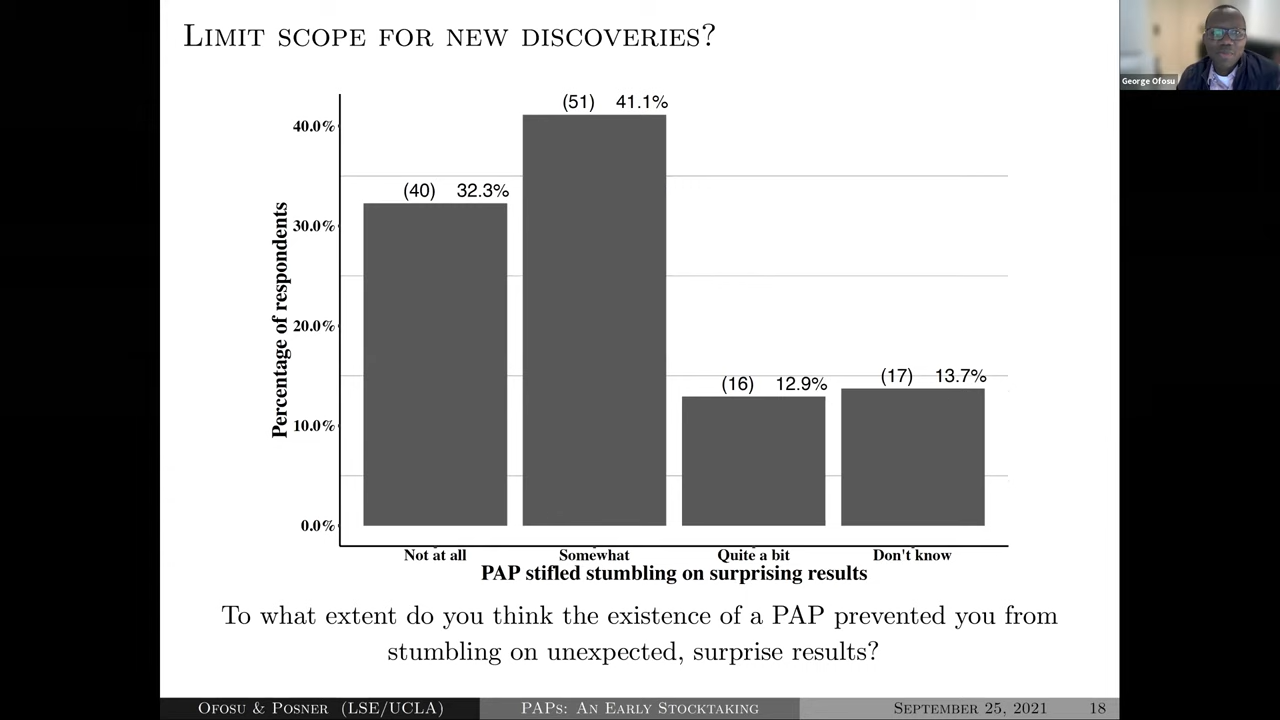 LIMIT SCOPE FOR NEW DISCOVERIES?
George Ofosu
(51) 41.1%
40.0%
(40) 32.3%
30.0%
20.0%
(17) 13.7%
(16) 12.9%
10.0%
0.0%
Percentage of respondents
Not at all Somewhat Quite a bit Don't know
PAP stifled stumbling on surprising results
To what extent do you think the existence of a PAP prevented you from
stumbling on unexpected, surprise results?
OFOSU & POSNER (LSE/UCLA) PAPS: AN EARLY STOCKTAKING SEPTEMBER 25, 2021 18